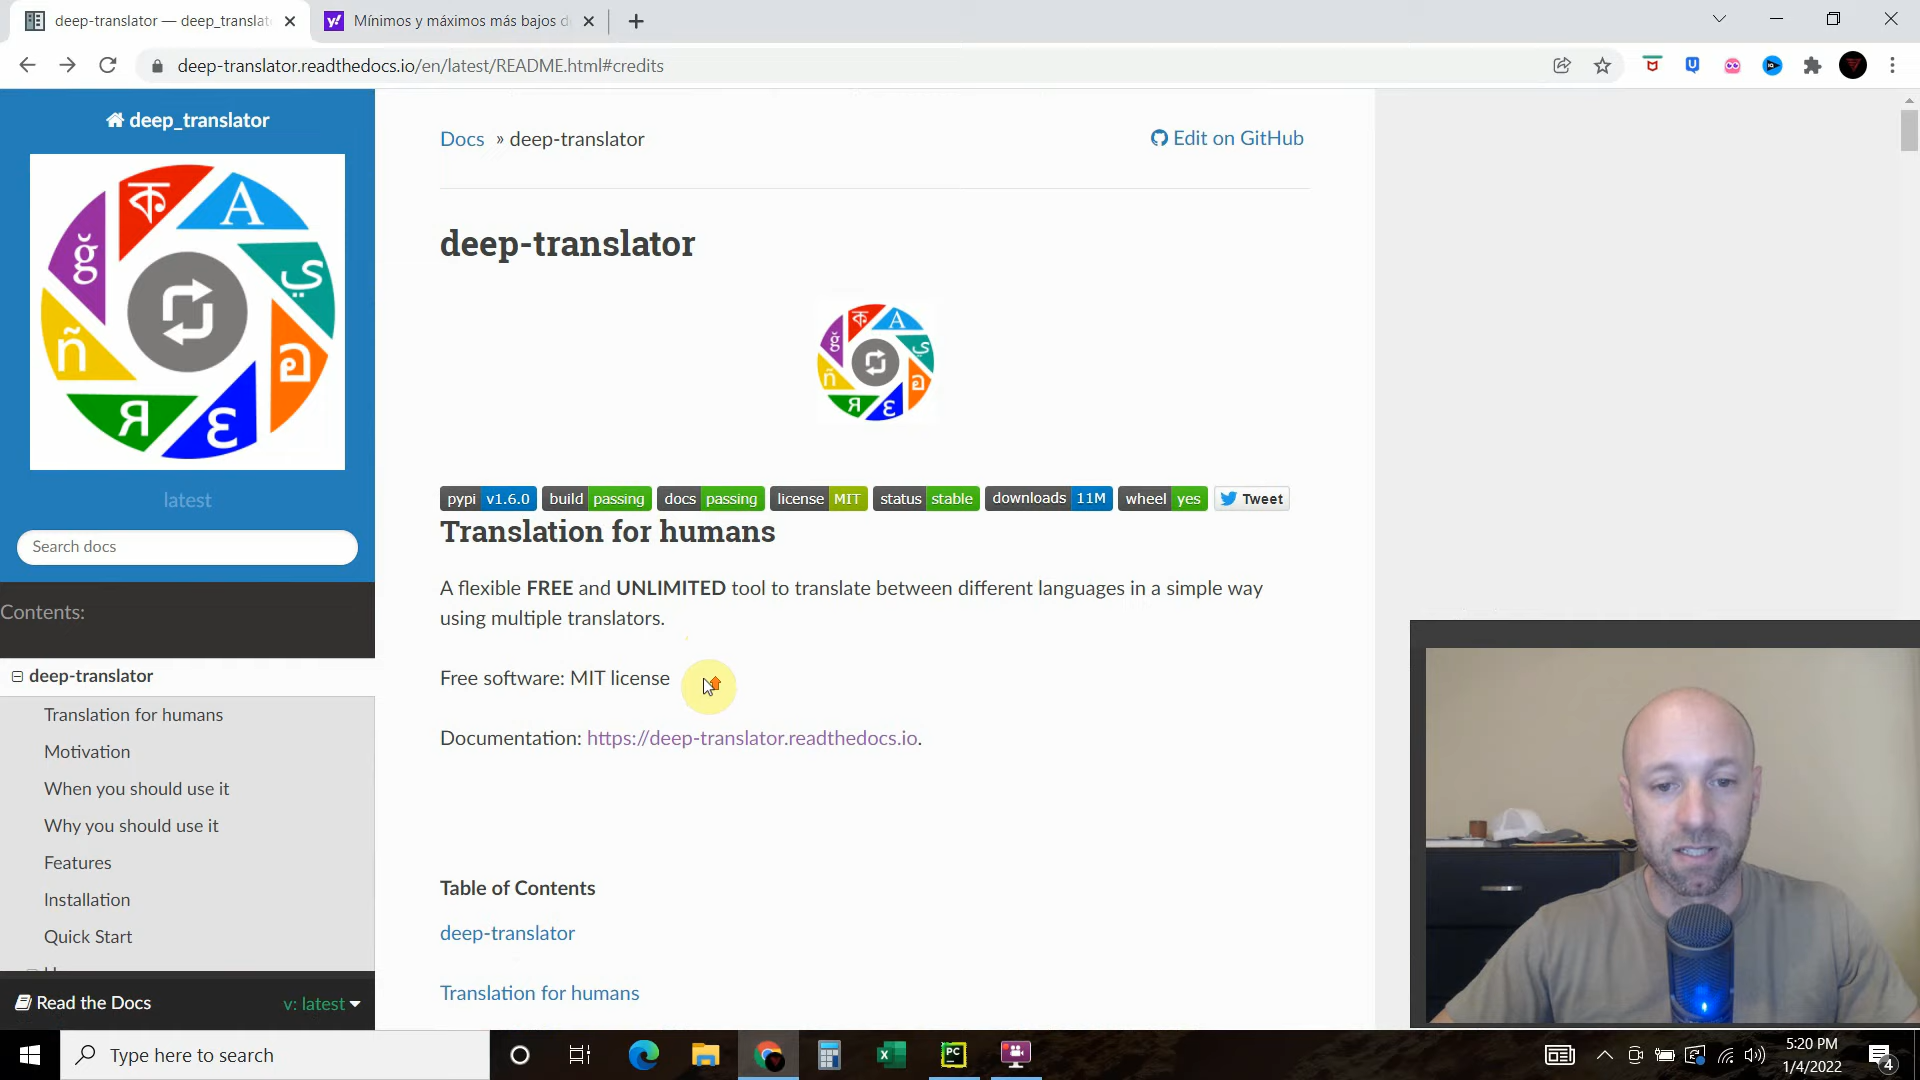 deep-translator — deep_translat
Mínimos y máximos más bajos d
deep-translator.readthedocs.io/en/latest/README.html#credits
deep_translator
ক A ي อ ε Я ñ ğ
latest
Search docs
Contents:
deep-translator
Translation for humans
Motivation
When you should use it
Why you should use it
Features
Installation
Quick Start
Read the Docs
v: latest
Docs » deep-translator
Edit on GitHub
deep-translator
ক A ي อ ε Я ñ ğ
pypi v1.6.0 build passing docs passing license MIT status stable downloads 11M wheel yes Tweet
Translation for humans
A flexible FREE and UNLIMITED tool to translate between different languages in a simple way
using multiple translators.
Free software: MIT license
Documentation: https://deep-translator.readthedocs.io.
Table of Contents
deep-translator
Translation for humans
Type here to search
PC
5:20 PM
1/4/2022
4